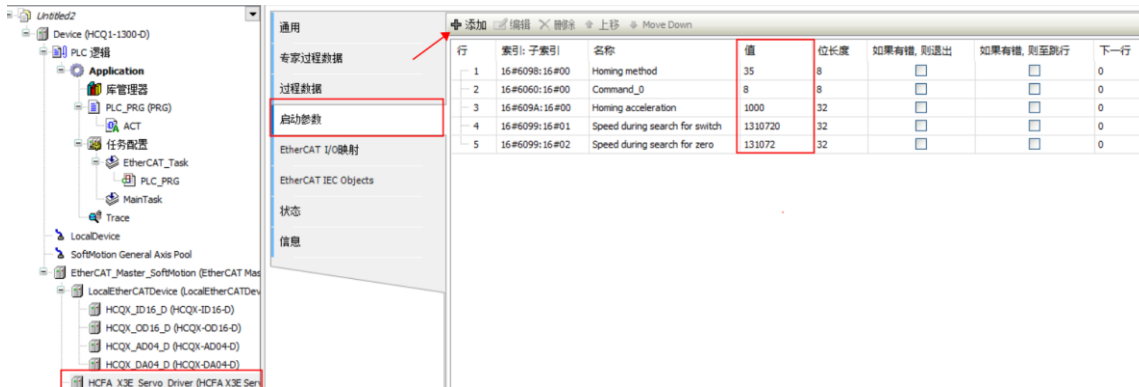 Untitled2
Device (HCQ1-1300-D)
PLC 逻辑
Application
库管理器
PLC_PRG (PRG)
ACT
任务配置
EtherCAT_Task
PLC_PRG
MainTask
Trace
LocalDevice
SoftMotion General Axis Pool
EtherCAT_Master_SoftMotion (EtherCAT Mas
LocalEtherCATDevice (LocalEtherCATDev
HCQX_ID16_D (HCQX-ID16-D)
HCQX_OD16_D (HCQX-OD16-D)
HCQX_AD04_D (HCQX-AD04-D)
HCQX_DA04_D (HCQX-DA04-D)
HCFA_X3E_Servo_Driver (HCFA X3E Serv
通用
专家过程数据
过程数据
启动参数
EtherCAT I/O映射
EtherCAT IEC Objects
状态
信息
添加 编辑 删除 上移 Move Down
行 索引: 子索引 名称 值 位长度 如果有错, 则退出 如果有错, 则至跳行 下一行
1 16#6098:16#00 Homing method 35 8 0
2 16#6060:16#00 Command_0 8 8 0
3 16#609A:16#00 Homing acceleration 1000 32 0
4 16#6099:16#01 Speed during search for switch 1310720 32 0
5 16#6099:16#02 Speed during search for zero 131072 32 0